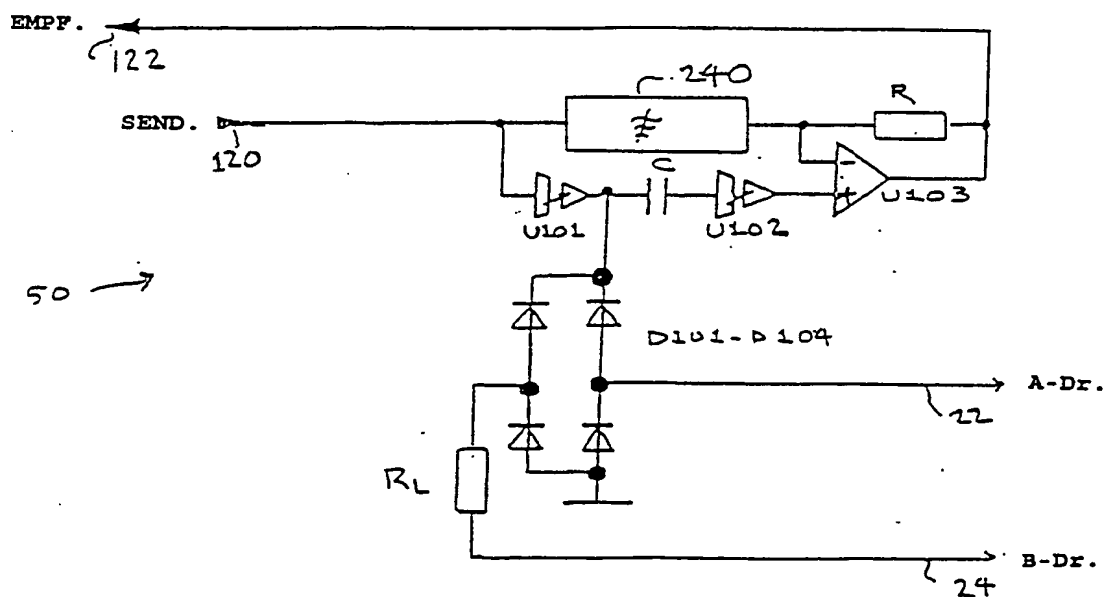 EMPF.
122
240
R
SEND.
120
C
U101
U102
U103
-
+
50
D101-D104
A-Dr.
22
RL
B-Dr.
24